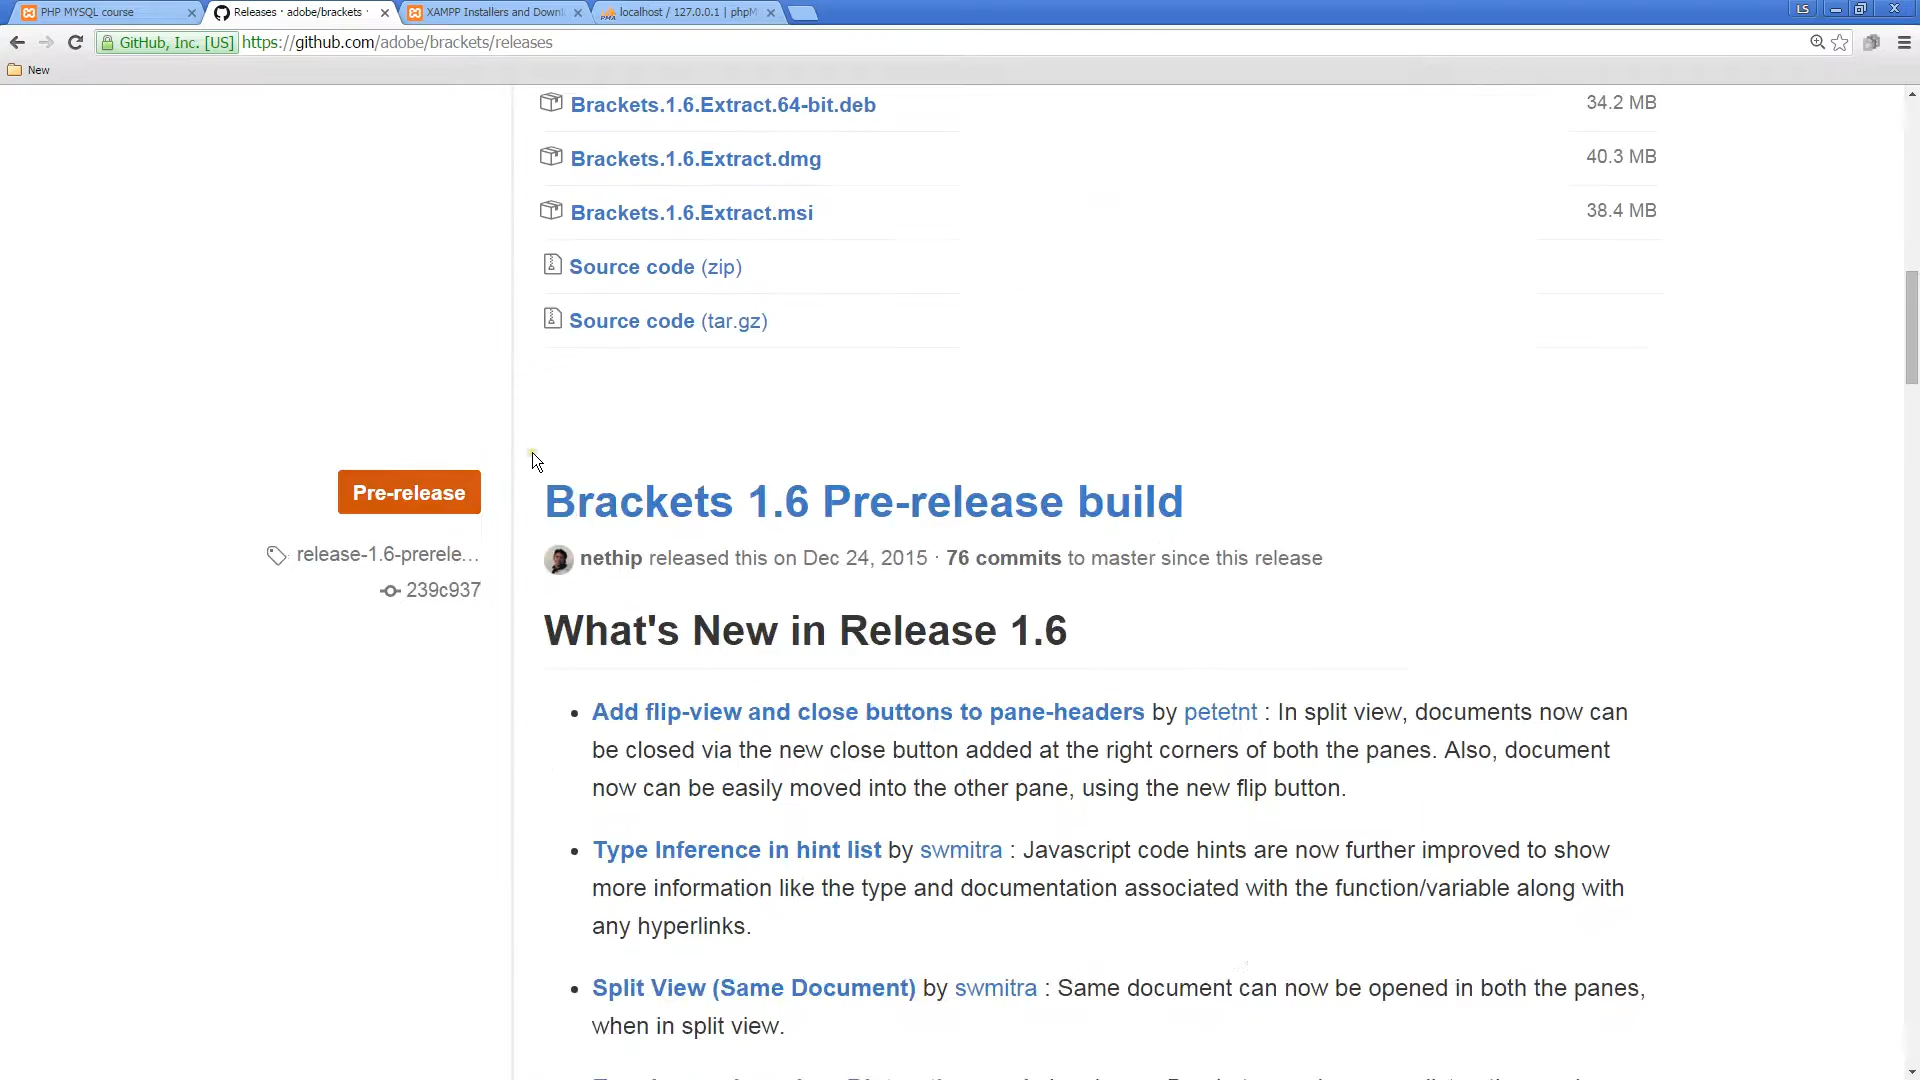 PHP MYSQL course
Releases · adobe/brackets ·
XAMPP Installers and Downl
localhost / 127.0.0.1 | phpM
LS
GitHub, Inc. [US] https://github.com/adobe/brackets/releases
New
Brackets.1.6.Extract.64-bit.deb 34.2 MB
Brackets.1.6.Extract.dmg 40.3 MB
Brackets.1.6.Extract.msi 38.4 MB
Source code (zip)
Source code (tar.gz)
Pre-release
release-1.6-prerele...
239c937
Brackets 1.6 Pre-release build
nethip released this on Dec 24, 2015 · 76 commits to master since this release
What's New in Release 1.6
• Add flip-view and close buttons to pane-headers by petetnt : In split view, documents now can
be closed via the new close button added at the right corners of both the panes. Also, document
now can be easily moved into the other pane, using the new flip button.
• Type Inference in hint list by swmitra : Javascript code hints are now further improved to show
more information like the type and documentation associated with the function/variable along with
any hyperlinks.
• Split View (Same Document) by swmitra : Same document can now be opened in both the panes,
when in split view.